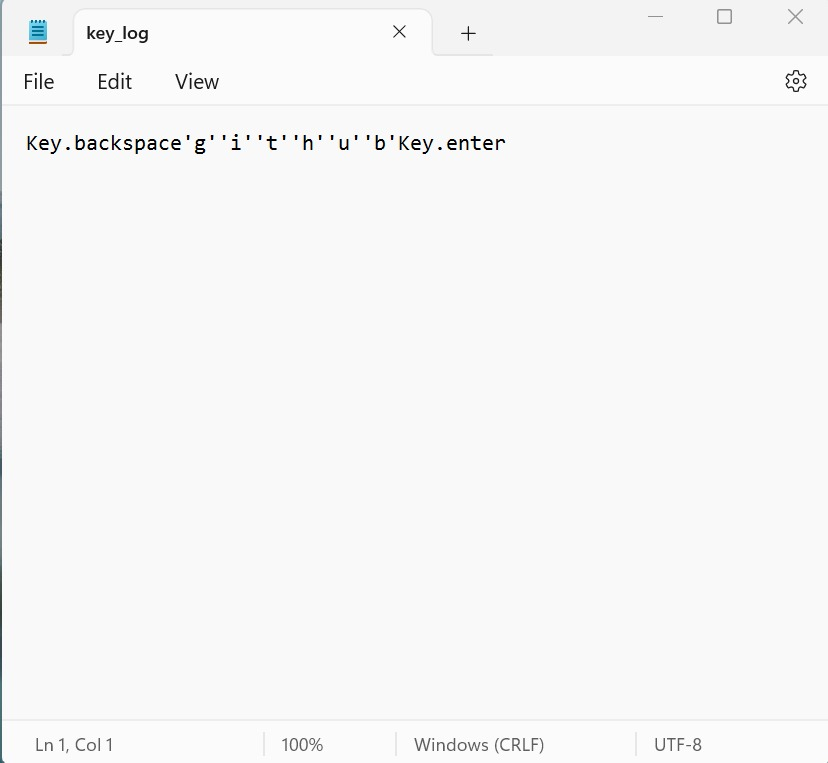 key_log
File Edit View
Key.backspace'g''i''t''h''u''b'Key.enter
Ln 1, Col 1 100% Windows (CRLF) UTF-8